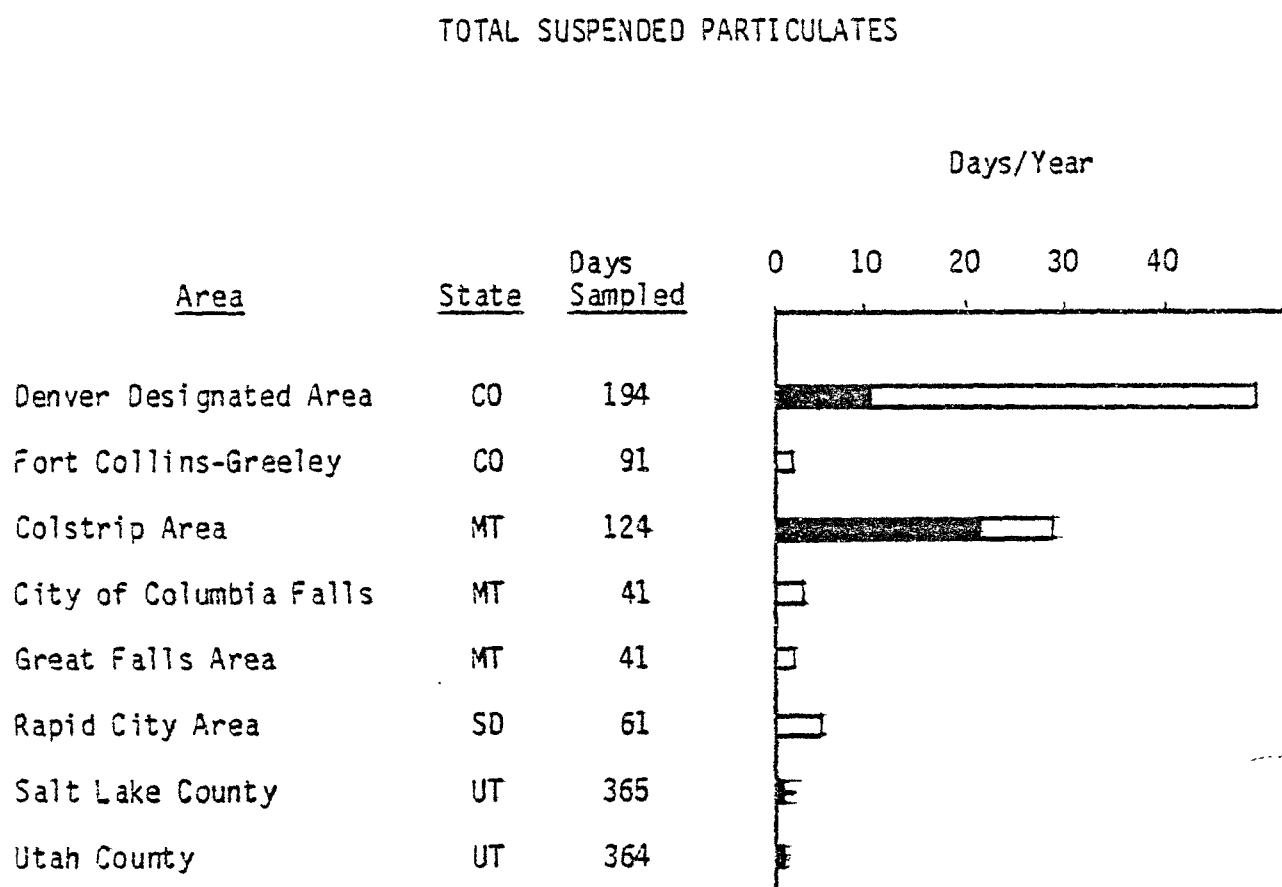 TOTAL SUSPENDED PARTICULATES
Days/Year
Days
0 10 20 30 40
Area State Sampled
Denver Designated Area CO 194
Fort Collins-Greeley CO 91
Colstrip Area MT 124
City of Columbia Falls MT 41
Great Falls Area MT 41
Rapid City Area SD 61
Salt Lake County UT 365
Utah County UT 364